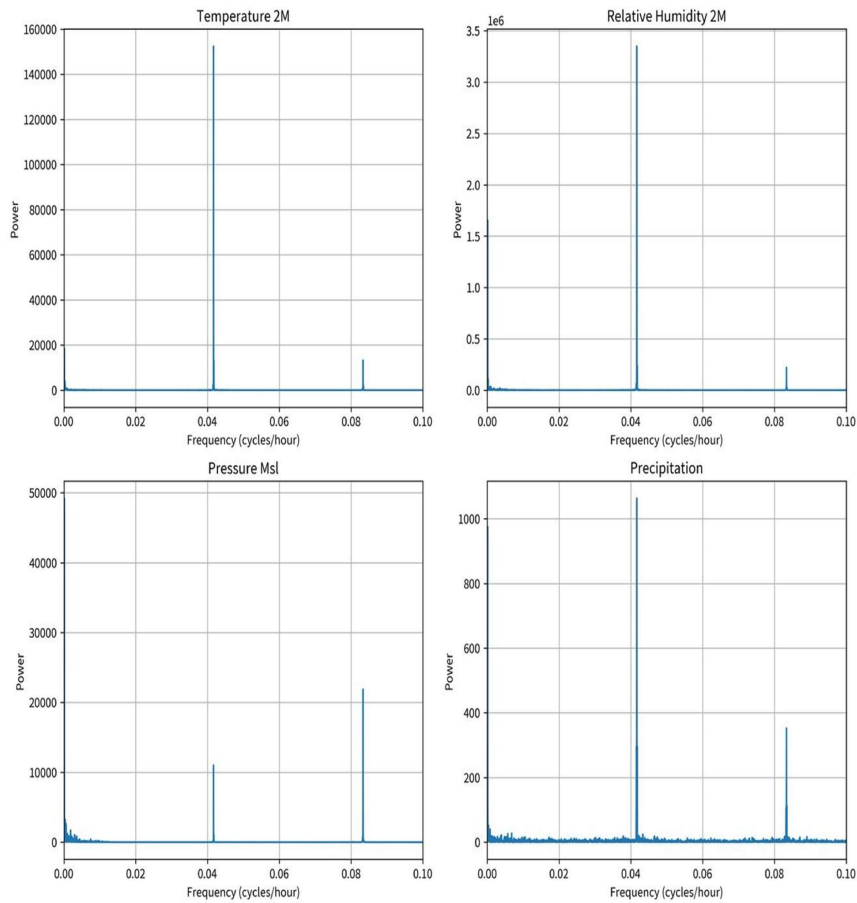 Temperature 2M
160000
140000
120000
100000
80000
60000
40000
20000
0
Power
0.00 0.02 0.04 0.06 0.08 0.10
Frequency (cycles/hour)
Relative Humidity 2M
1e6
3.5
3.0
2.5
2.0
1.5
1.0
0.5
0.0
Power
0.00 0.02 0.04 0.06 0.08 0.10
Frequency (cycles/hour)
Pressure Msl
50000
40000
30000
20000
10000
0
Power
0.00 0.02 0.04 0.06 0.08 0.10
Frequency (cycles/hour)
Precipitation
1000
800
600
400
200
0
Power
0.00 0.02 0.04 0.06 0.08 0.10
Frequency (cycles/hour)